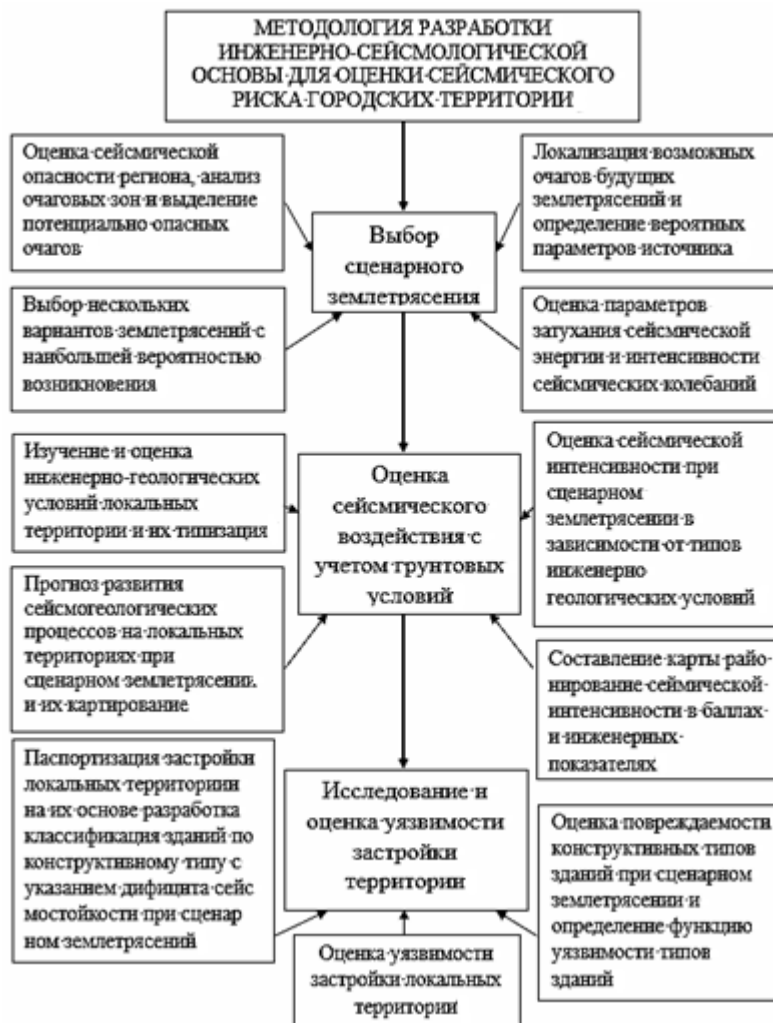 МЕТОДОЛОГИЯ РАЗРАБОТКИ
ИНЖЕНЕРНО-СЕЙСМОЛОГИЧЕСКОЙ
ОСНОВЫ ДЛЯ ОЦЕНКИ СЕЙСМИЧЕСКОГО
РИСКА ГОРОДСКИХ ТЕРРИТОРИИ
Оценка сейсмической
опасности региона, анализ
очаговых зон и выделение
потенциально опасных
очагов
Локализация возможных
очагов будущих
землетрясений и
определение вероятных
параметров источника
Выбор
сценарного
землетрясения
Выбор нескольких
вариантов землетрясений с
наибольшей вероятностью
возникновения
Оценка параметров
затухания сейсмической
энергии и интенсивности
сейсмических колебаний
Изучение и оценка
инженерно-геологических
условий локальных
территории и их типизация
Оценка
сейсмического
воздействия с
учетом грунтовых
условий
Оценка сейсмической
интенсивности при
сценарном
землетрясении в
зависимости от типов
инженерно
геологических условий
Прогноз развития
сейсмогеологических
процессов на локальных
территориях при
сценарном землетрясении
и их картирование
Составление карты райо-
нирование сеймической
интенсивности в баллах
и инженерных
показателях
Паспортизация застройки
локальных территориии
на их основе разработка
классификация зданий по
конструктивному типу с
указанием дифицита сейс
мостойкости при сценар
ном землетрясений
Исследование и
оценка уязвимости
застройки
территории
Оценка повреждаемости
конструктивных типов
зданий при сценарном
землетрясении и
определение функцию
уязвимости типов
зданий
Оценка уязвимости
застройки локальных
территории